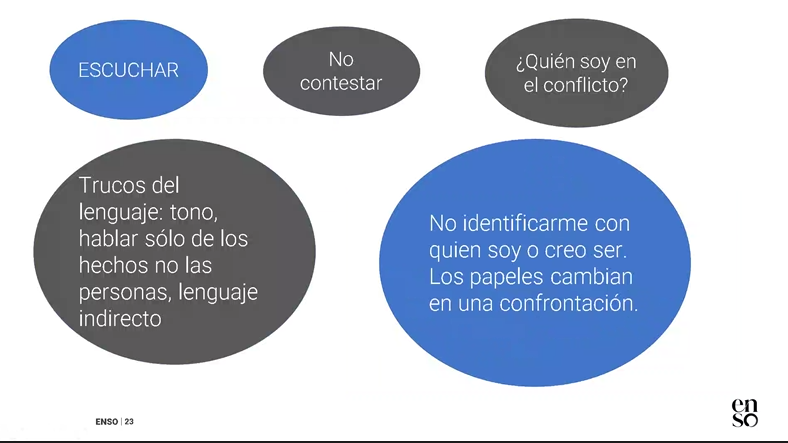 ESCUCHAR
No
contestar
¿Quién soy en
el conflicto?
Trucos del
lenguaje: tono,
hablar sólo de los
hechos no las
personas, lenguaje
indirecto
No identificarme con
quien soy o creo ser.
Los papeles cambian
en una confrontación.
ENSO | 23
en
so